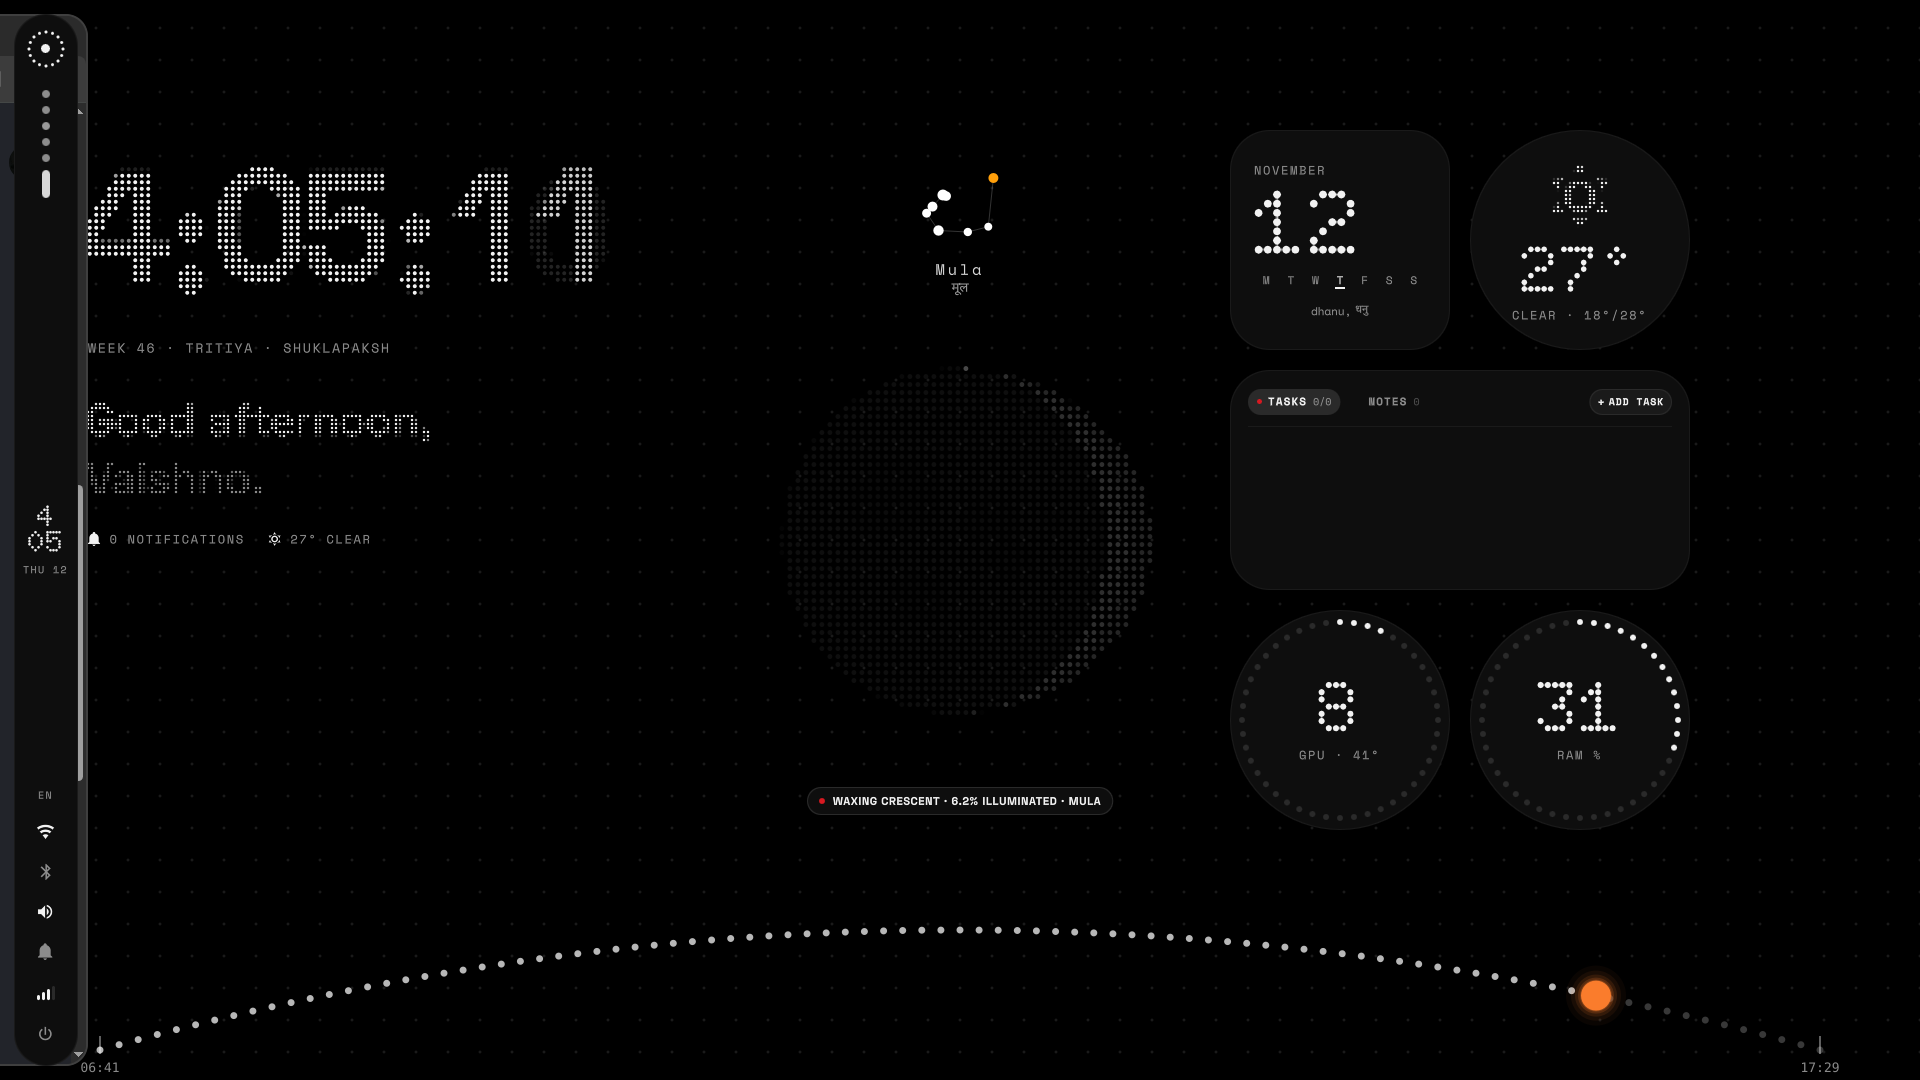 4:05:11
WEEK 46 · TRITIYA · SHUKLAPAKSH
Good afternoon,
Vaishno.
0 NOTIFICATIONS 27° CLEAR
4
05
THU 12
EN
Mula
मूल
WAXING CRESCENT · 6.2% ILLUMINATED · MULA
NOVEMBER
12
M T W T F S S
dhanu, धनु
27°
CLEAR · 18°/28°
TASKS 0/0 NOTES 0 + ADD TASK
8
GPU · 41°
31
RAM %
06:41
17:29